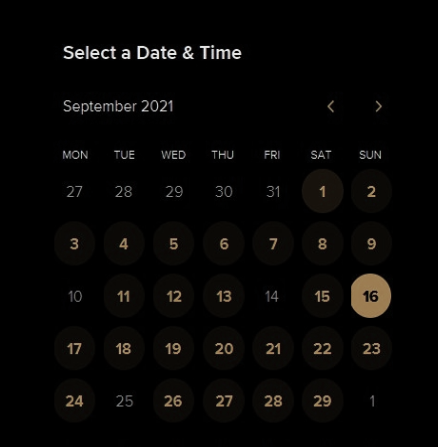 Select a Date & Time
September 2021
MON TUE WED THU FRI SAT SUN
27 28 29 30 31 1 2
3 4 5 6 7 8 9
10 11 12 13 14 15 16
17 18 19 20 21 22 23
24 25 26 27 28 29 1